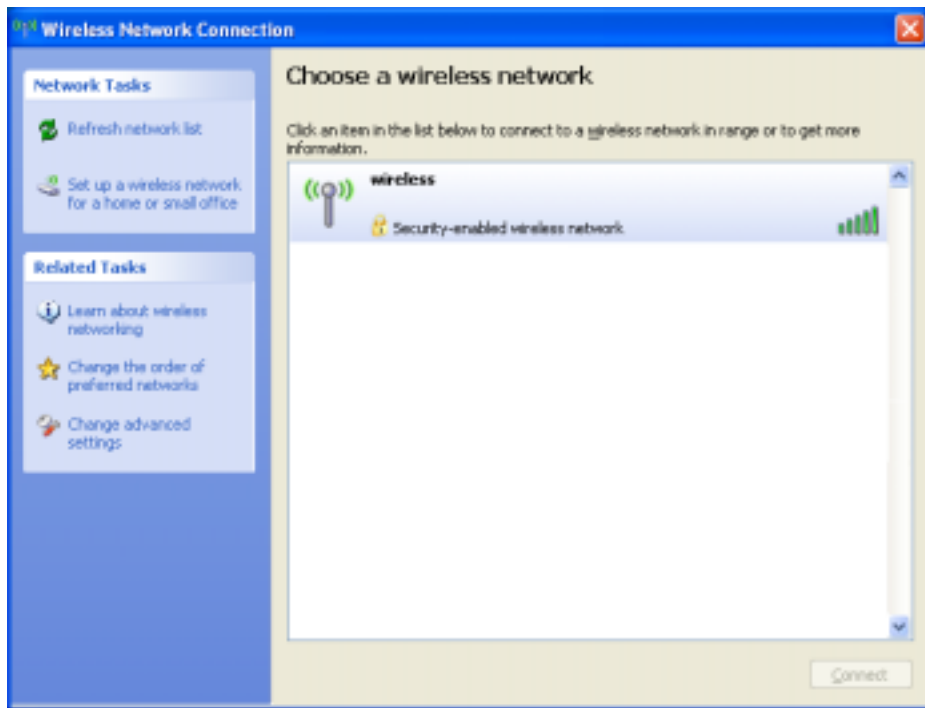 Wireless Network Connection
Network Tasks
Refresh network list
Set up a wireless network
for a home or small office
Related Tasks
Learn about wireless
networking
Change the order of
preferred networks
Change advanced
settings
Choose a wireless network
Click an item in the list below to connect to a wireless network in range or to get more
information.
wireless
Security-enabled wireless network
Connect